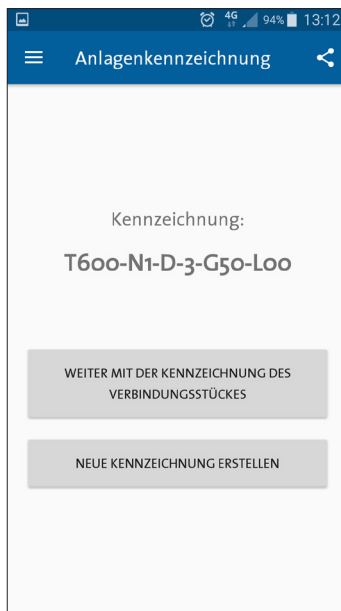 4G 94% 13:12
Anlagenkennzeichnung
Kennzeichnung:
T600-N1-D-3-G50-L00
WEITER MIT DER KENNZEICHNUNG DES
VERBINDUNGSSTÜCKES
NEUE KENNZEICHNUNG ERSTELLEN